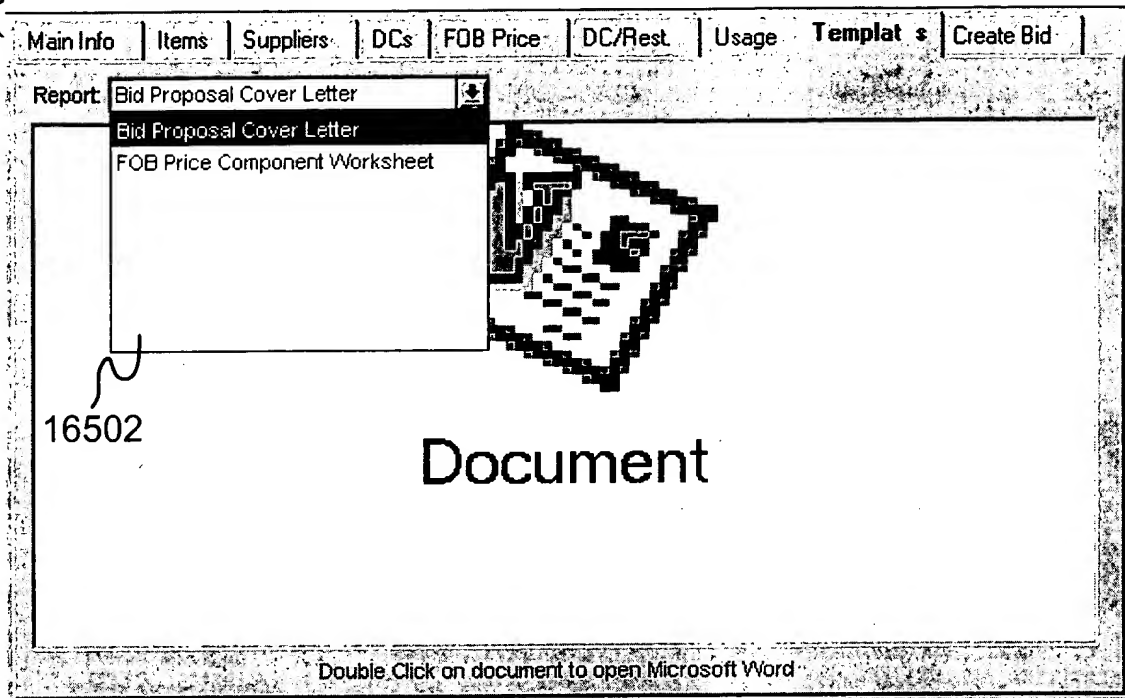 Main Info Items Suppliers DCs FOB Price DC/Rest. Usage Templat s Create Bid
Report: Bid Proposal Cover Letter
Bid Proposal Cover Letter
FOB Price Component Worksheet
16502
Document
Double Click on document to open Microsoft Word